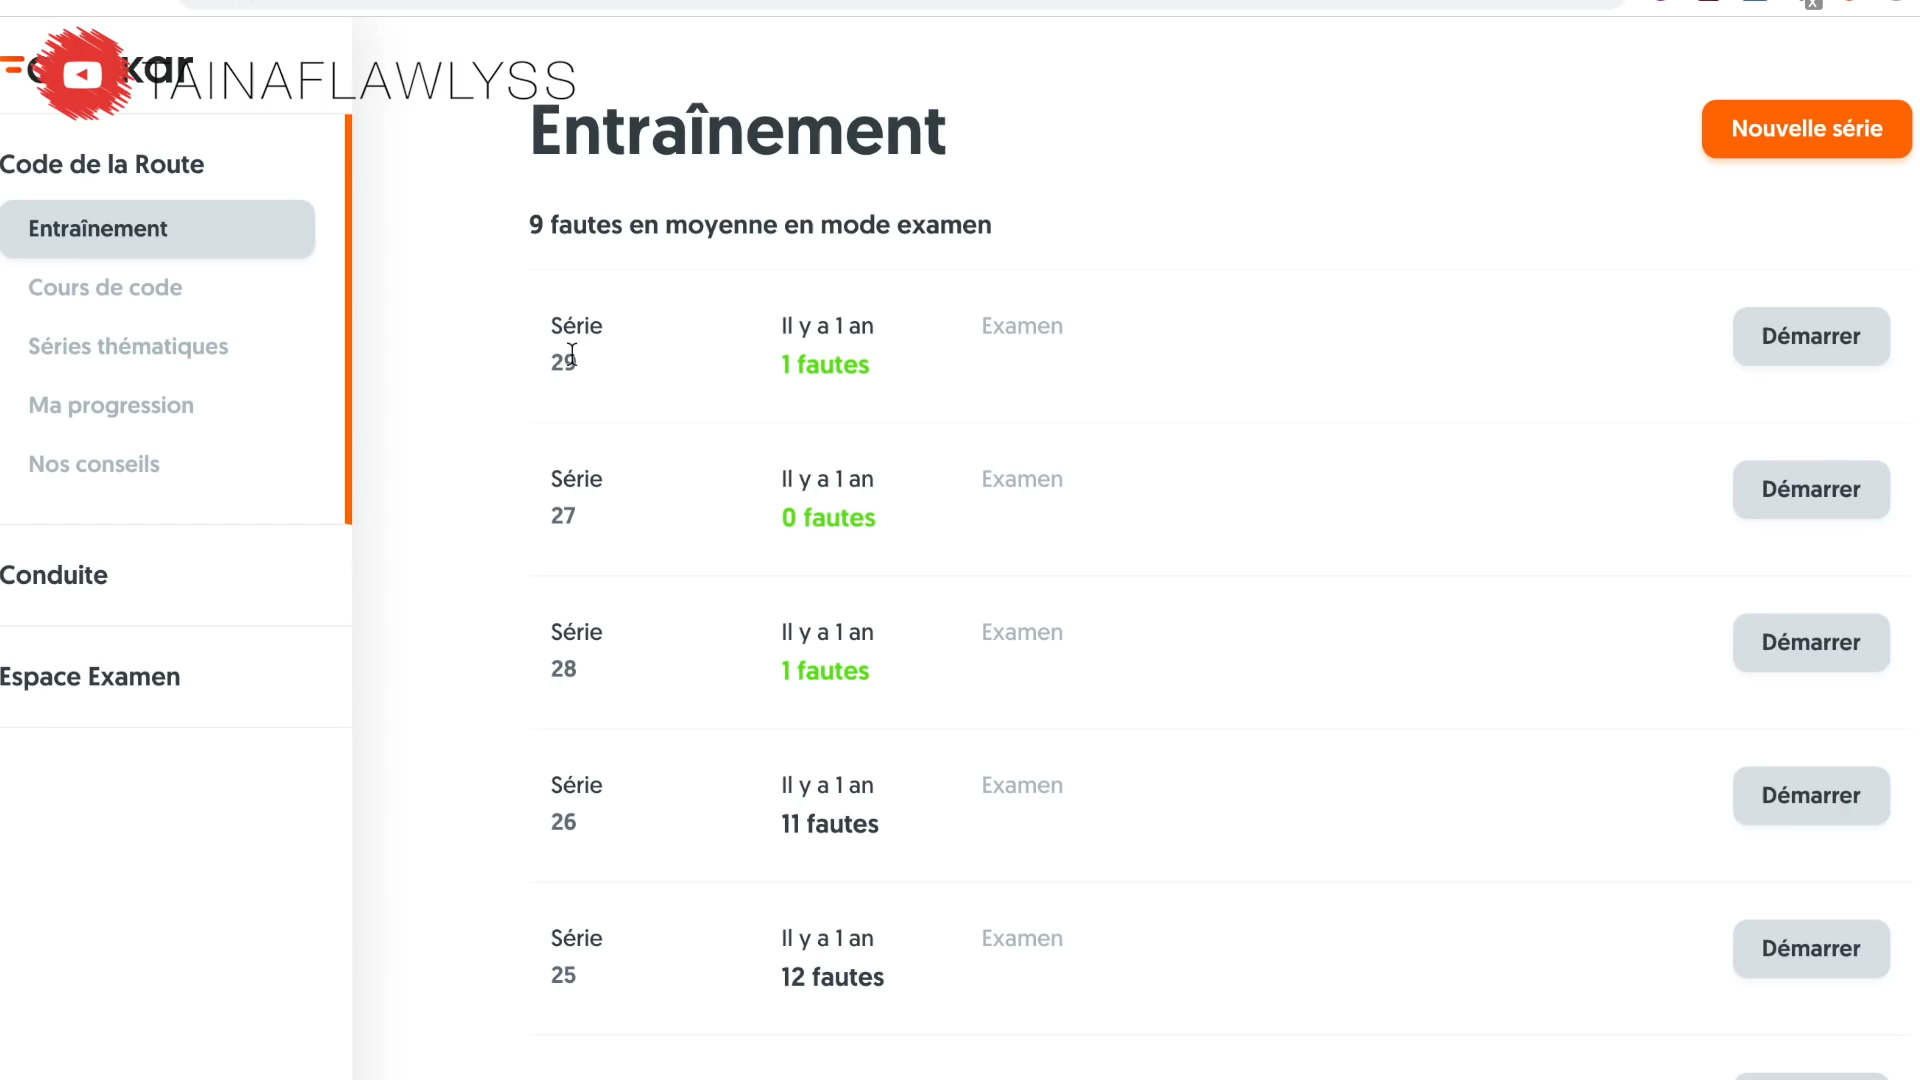 kar
TAINAFLAWLYSS
Entraînement
Nouvelle série
Code de la Route
Entraînement
Cours de code
Séries thématiques
Ma progression
Nos conseils
Conduite
Espace Examen
9 fautes en moyenne en mode examen
Série Il y a 1 an Examen
29 1 fautes
Démarrer
Série Il y a 1 an Examen
27 0 fautes
Démarrer
Série Il y a 1 an Examen
28 1 fautes
Démarrer
Série Il y a 1 an Examen
26 11 fautes
Démarrer
Série Il y a 1 an Examen
25 12 fautes
Démarrer